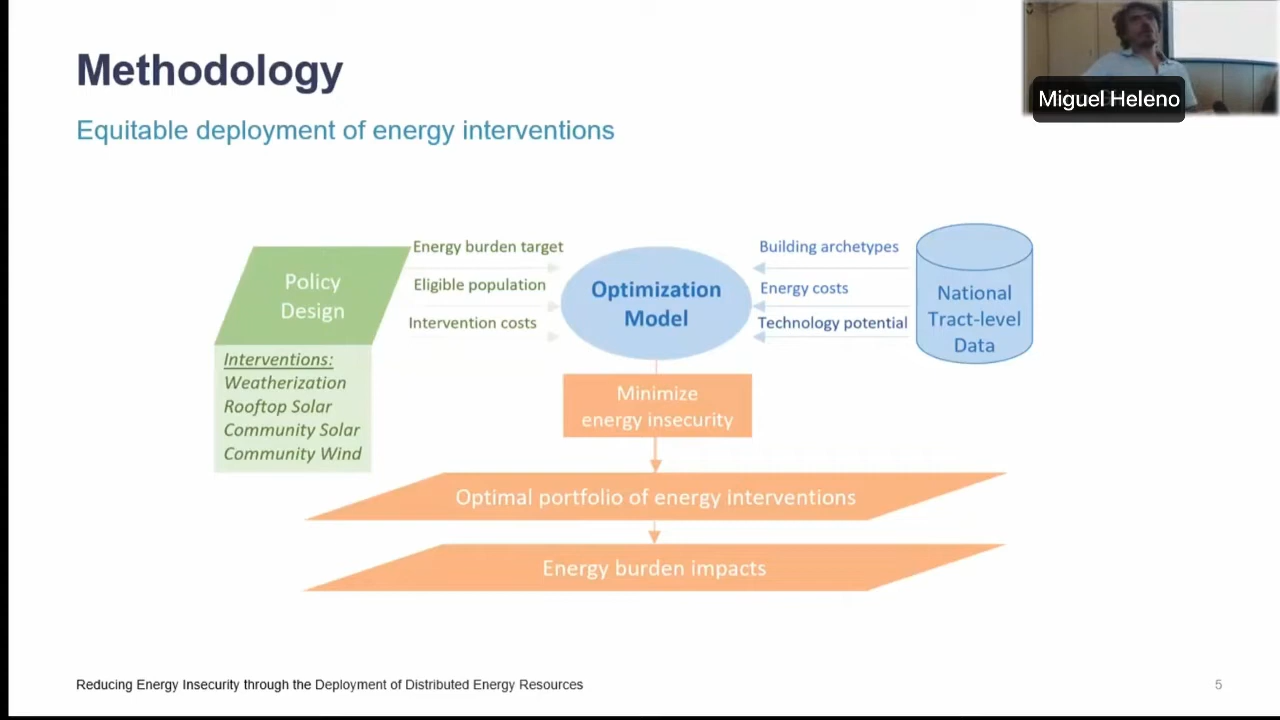 Methodology
Miguel Heleno
Equitable deployment of energy interventions
Policy
Design
Energy burden target
Eligible population
Intervention costs
Optimization
Model
Building archetypes
Energy costs
Technology potential
National
Tract-level
Data
Interventions:
Weatherization
Rooftop Solar
Community Solar
Community Wind
Minimize
energy insecurity
Optimal portfolio of energy interventions
Energy burden impacts
Reducing Energy Insecurity through the Deployment of Distributed Energy Resources
5